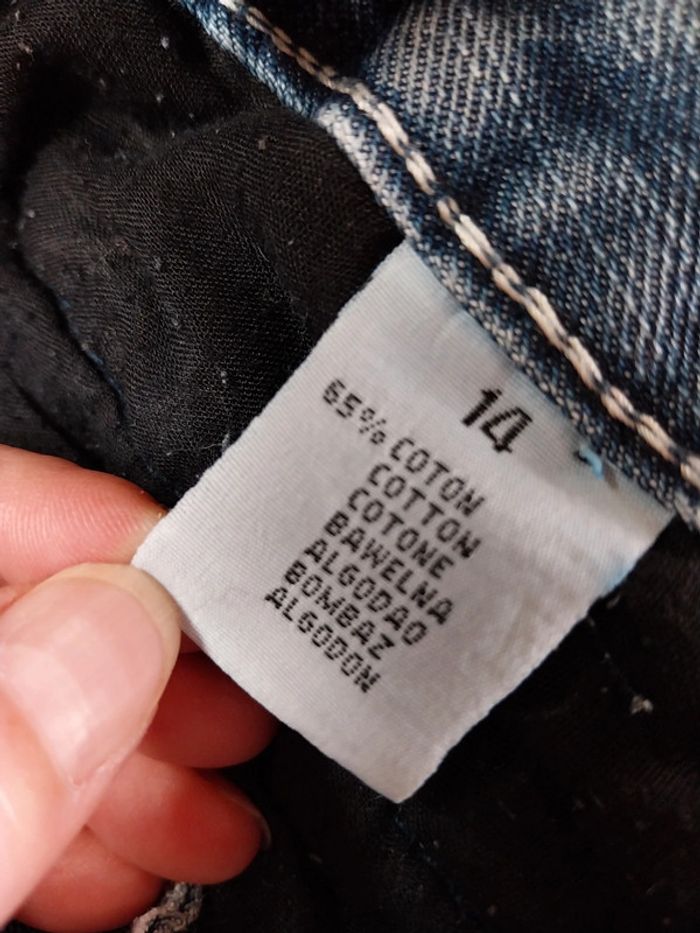 14
65% COTON
COTTON
COTONE
BAWELNA
ALGODAO
BOMBAZ
ALGODON